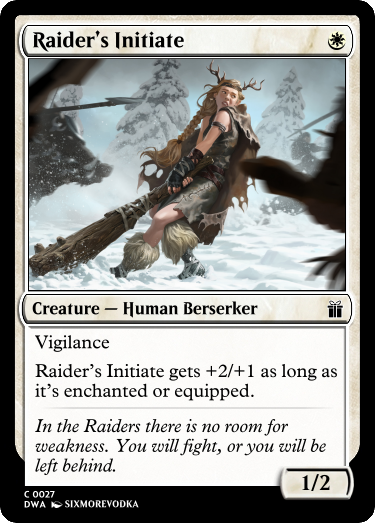 Raider's Initiate
Creature — Human Berserker
Vigilance
Raider's Initiate gets +2/+1 as long as
it's enchanted or equipped.
In the Raiders there is no room for
weakness. You will fight, or you will be
left behind.
1/2
C 0027
DWA SIXMOREVODKA